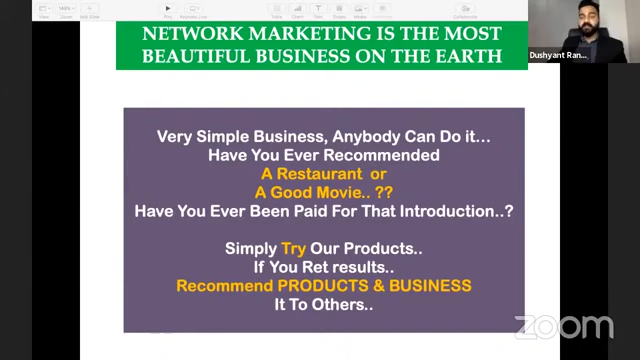 NETWORK MARKETING IS THE MOST
BEAUTIFUL BUSINESS ON THE EARTH
Dushyant Ran...
Very Simple Business, Anybody Can Do it...
Have You Ever Recommended
A Restaurant or
A Good Movie.. ??
Have You Ever Been Paid For That Introduction..?
Simply Try Our Products..
If You Ret results..
Recommend PRODUCTS & BUSINESS
It To Others..
zoom